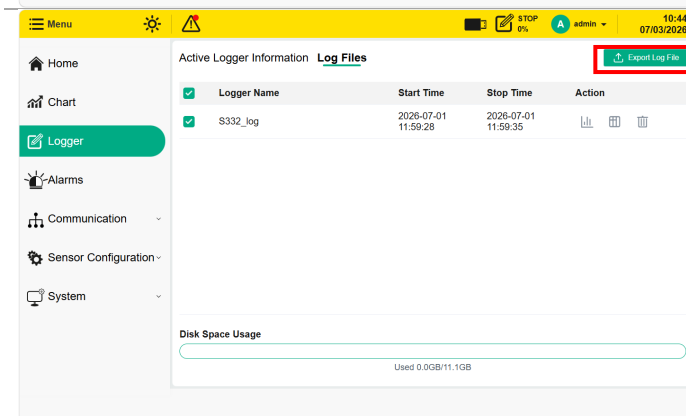 Menu
STOP
0%
A
admin
10:44
07/03/2026
Home
Chart
Logger
Alarms
Communication
Sensor Configuration
System
Active Logger Information Log Files
Export Log File
Logger Name Start Time Stop Time Action
S332_log
2026-07-01
11:59:28
2026-07-01
11:59:35
Disk Space Usage
Used 0.0GB/11.1GB